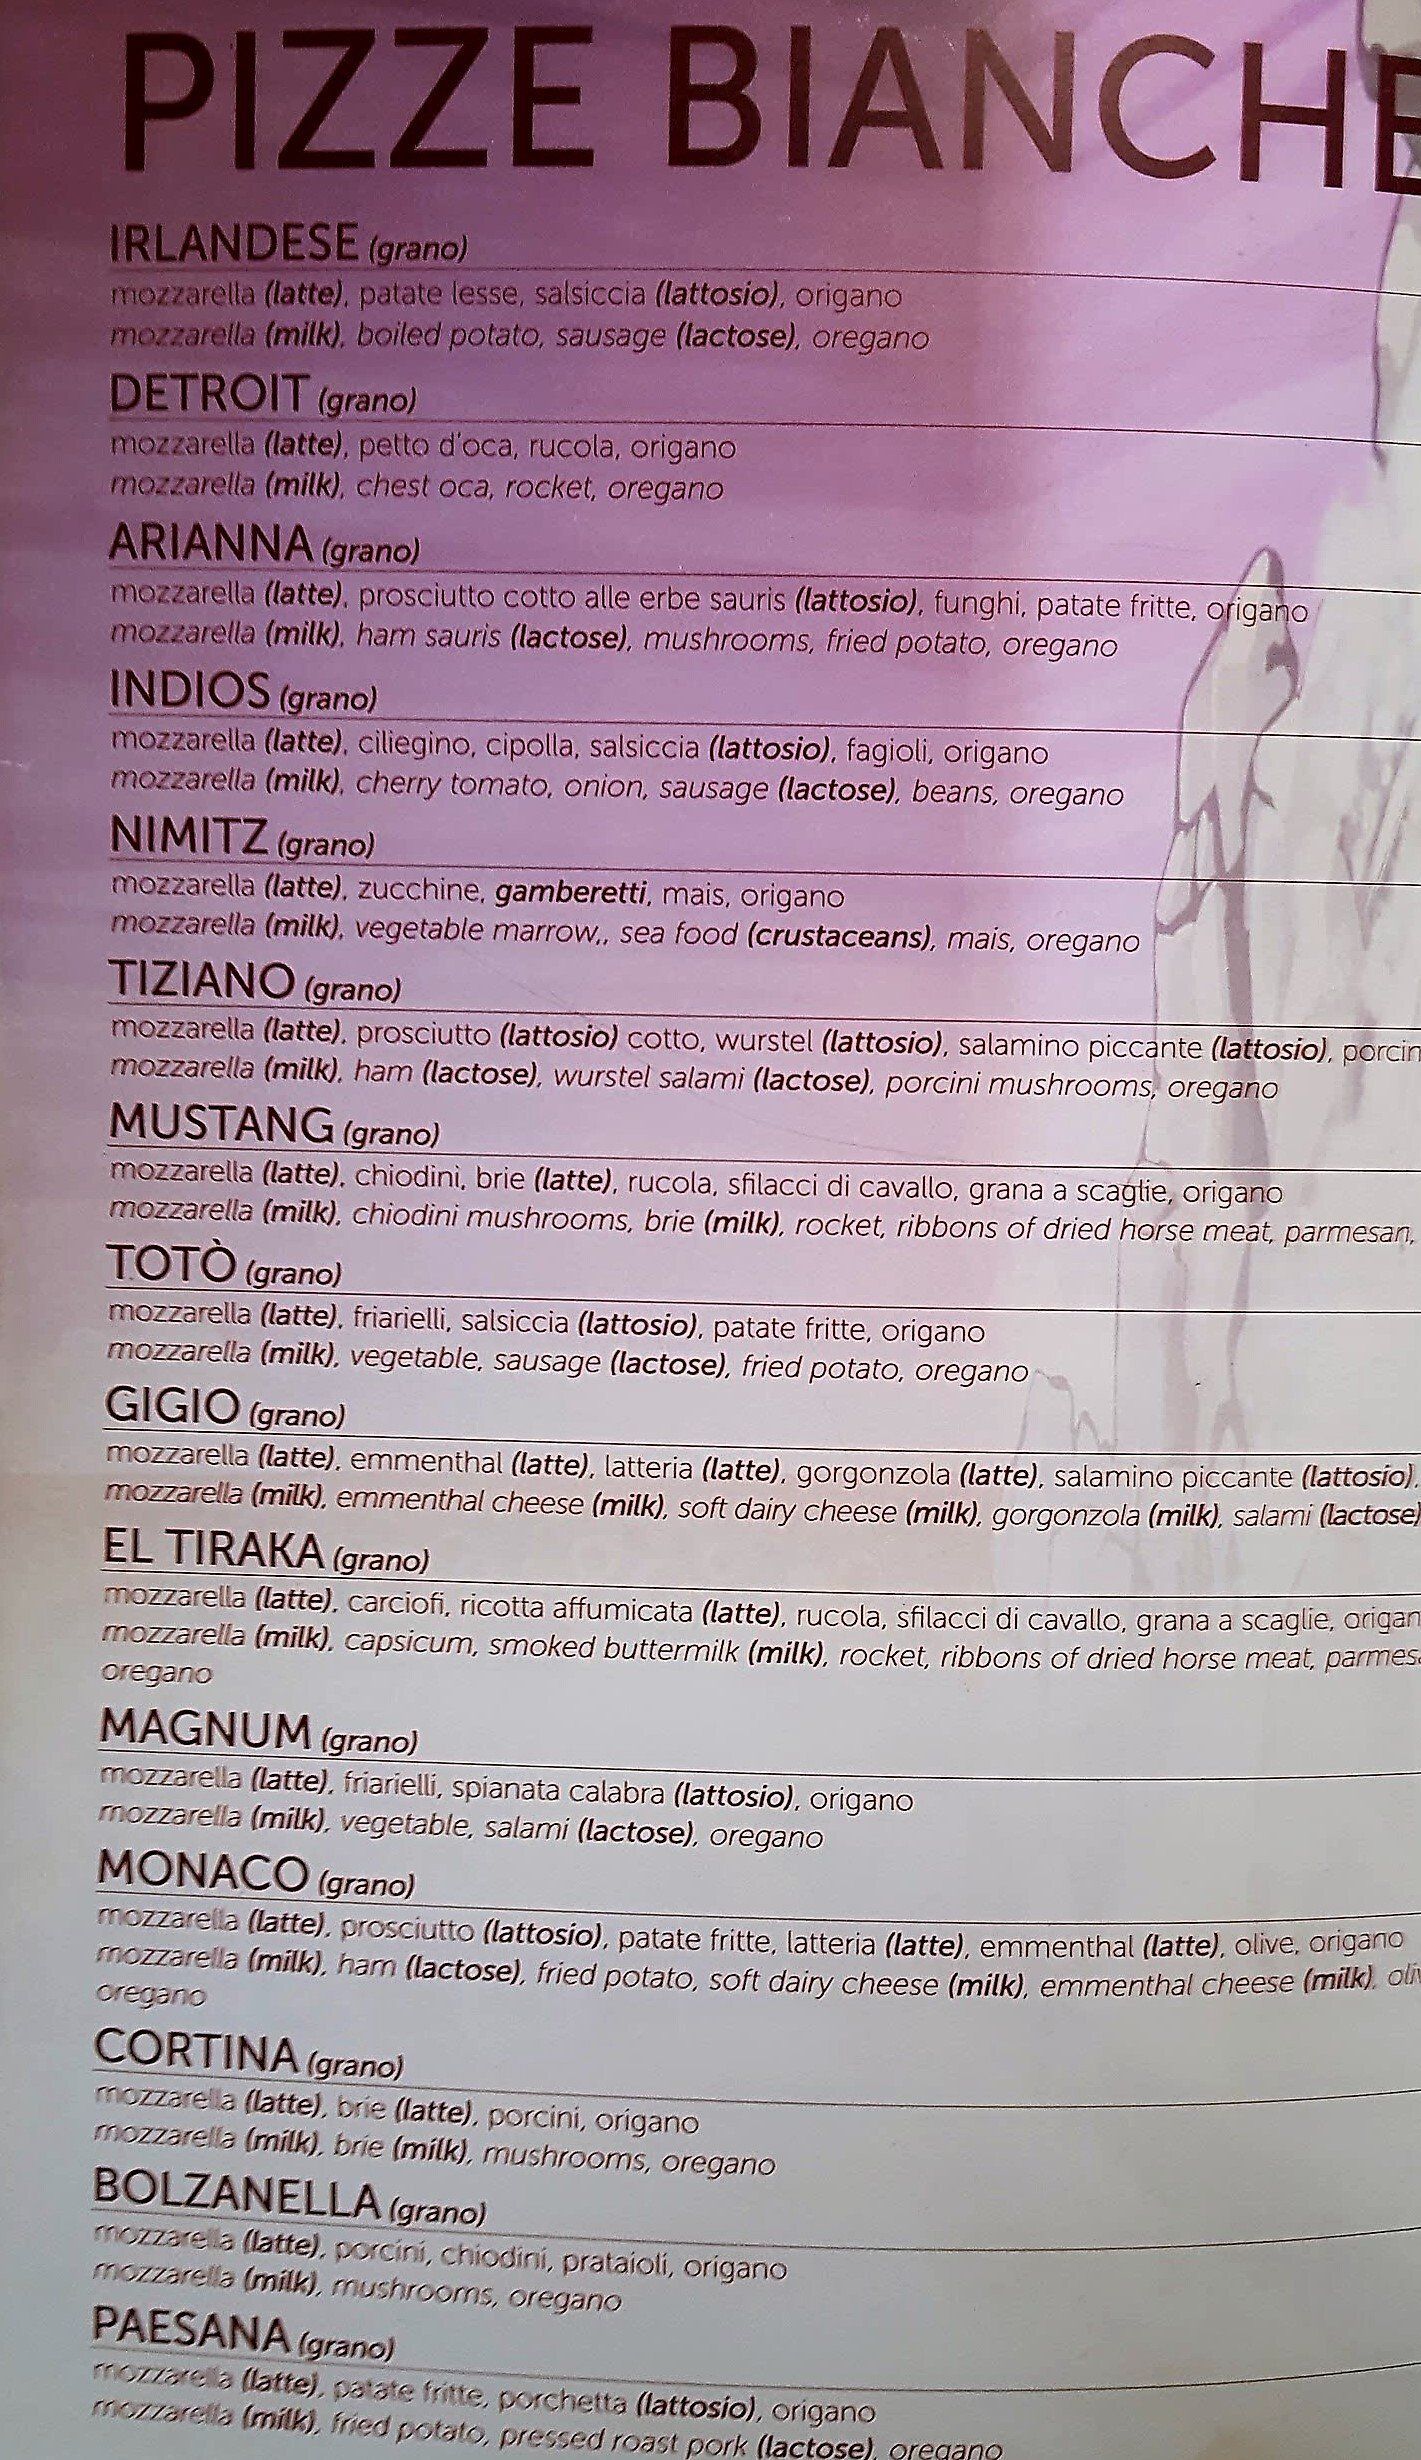 PIZZE BIANCHE
IRLANDESE (grano)
mozzarella (latte), patate lesse, salsiccia (lattosio), origano
mozzarella (milk), boiled potato, sausage (lactose), oregano
DETROIT (grano)
mozzarella (latte), petto d'oca, rucola, origano
mozzarella (milk), chest oca, rocket, oregano
ARIANNA (grano)
mozzarella (latte), prosciutto cotto alle erbe sauris (lattosio), funghi, patate fritte, origano
mozzarella (milk), ham sauris (lactose), mushrooms, fried potato, oregano
INDIOS (grano)
mozzarella (latte), ciliegino, cipolla, salsiccia (lattosio), fagioli, origano
mozzarella (milk), cherry tomato, onion, sausage (lactose), beans, oregano
NIMITZ (grano)
mozzarella (latte), zucchine, gamberetti, mais, origano
mozzarella (milk), vegetable marrow,, sea food (crustaceans), mais, oregano
TIZIANO (grano)
mozzarella (latte), prosciutto (lattosio) cotto, wurstel (lattosio), salamino piccante (lattosio), porcin
mozzarella (milk), ham (lactose), wurstel salami (lactose), porcini mushrooms, oregano
MUSTANG (grano)
mozzarella (latte), chiodini, brie (latte), rucola, sfilacci di cavallo, grana a scaglie, origano
mozzarella (milk), chiodini mushrooms, brie (milk), rocket, ribbons of dried horse meat, parmesan,
TOTÒ (grano)
mozzarella (latte), friarielli, salsiccia (lattosio), patate fritte, origano
mozzarella (milk), vegetable, sausage (lactose), fried potato, oregano
GIGIO (grano)
mozzarella (latte), emmenthal (latte), latteria (latte), gorgonzola (latte), salamino piccante (lattosio),
mozzarella (milk), emmenthal cheese (milk), soft dairy cheese (milk), gorgonzola (milk), salami (lactose)
EL TIRAKA (grano)
mozzarella (latte), carciofi, ricotta affumicata (latte), rucola, sfilacci di cavallo, grana a scaglie, origan
mozzarella (milk), capsicum, smoked buttermilk (milk), rocket, ribbons of dried horse meat, parmesa
oregano
MAGNUM (grano)
mozzarella (latte), friarielli, spianata calabra (lattosio), origano
mozzarella (milk), vegetable, salami (lactose), oregano
MONACO (grano)
mozzarella (latte), prosciutto (lattosio), patate fritte, latteria (latte), emmenthal (latte), olive, origano
mozzarella (milk), ham (lactose), fried potato, soft dairy cheese (milk), emmenthal cheese (milk), oliv
oregano
CORTINA (grano)
mozzarella (latte), brie (latte), porcini, origano
mozzarella (milk), brie (milk), mushrooms, oregano
BOLZANELLA (grano)
mozzarella (latte), porcini, chiodini, prataioli, origano
mozzarella (milk), mushrooms, oregano
PAESANA (grano)
mozzarella (latte), patate fritte, porchetta (lattosio), origano
mozzarella (milk), fried potato, pressed roast pork (lactose), oregano